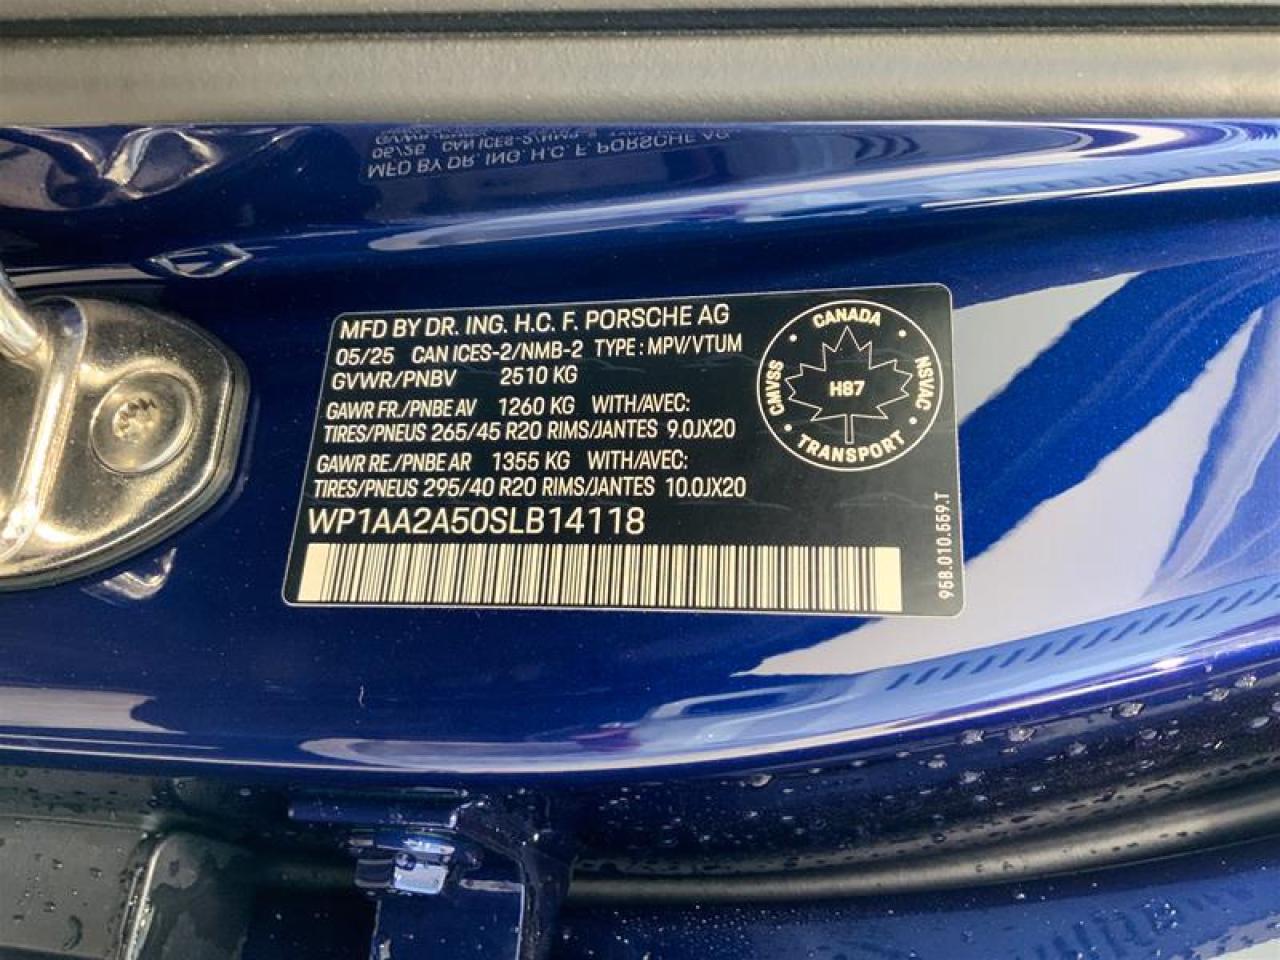 MFD BY DR. ING. H.C. F. PORSCHE AG
05/25 CAN ICES-2/NMB-2 TYPE : MPV/VTUM
GVWR/PNBV 2510 KG
GAWR FR./PNBE AV 1260 KG WITH/AVEC:
TIRES/PNEUS 265/45 R20 RIMS/JANTES 9.0JX20
GAWR RE./PNBE AR 1355 KG WITH/AVEC:
TIRES/PNEUS 295/40 R20 RIMS/JANTES 10.0JX20
WP1AA2A50SLB14118
CANADA
CMVSS
H87
NSVAC
TRANSPORT
95B.010.559.T